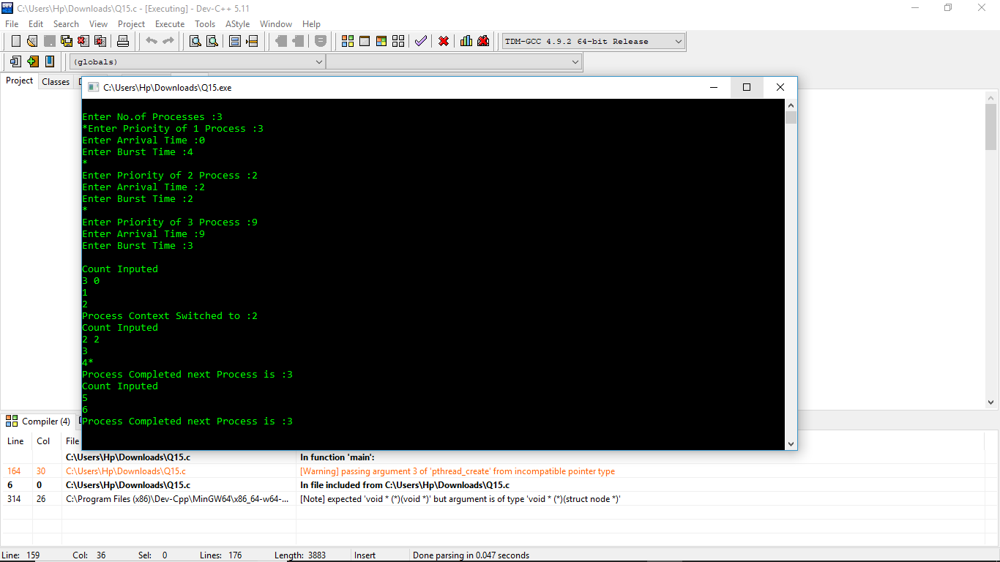 C:\Users\Hp\Downloads\Q15.c - [Executing] - Dev-C++ 5.11
File Edit Search View Project Execute Tools AStyle Window Help
TDM-GCC 4.9.2 64-bit Release
(globals)
Project Classes
C:\Users\Hp\Downloads\Q15.exe
Enter No.of Processes :3
*Enter Priority of 1 Process :3
Enter Arrival Time :0
Enter Burst Time :4
*
Enter Priority of 2 Process :2
Enter Arrival Time :2
Enter Burst Time :2
*
Enter Priority of 3 Process :9
Enter Arrival Time :9
Enter Burst Time :3
Count Inputed
3 0
1
2
Process Context Switched to :2
Count Inputed
2 2
3
4*
Process Completed next Process is :3
Count Inputed
5
6
Process Completed next Process is :3
Compiler (4)
Line Col File
C:\Users\Hp\Downloads\Q15.c In function 'main':
164 30 C:\Users\Hp\Downloads\Q15.c [Warning] passing argument 3 of 'pthread_create' from incompatible pointer type
6 0 C:\Users\Hp\Downloads\Q15.c In file included from C:\Users\Hp\Downloads\Q15.c
314 26 C:\Program Files (x86)\Dev-Cpp\MinGW64\x86_64-w64-... [Note] expected 'void * (*)(void *)' but argument is of type 'void * (*)(struct node *)'
Line: 159 Col: 36 Sel: 0 Lines: 176 Length: 3883 Insert Done parsing in 0.047 seconds